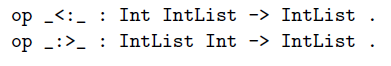 op _<:_ : Int IntList -> IntList .
op _:>_ : IntList Int -> IntList .